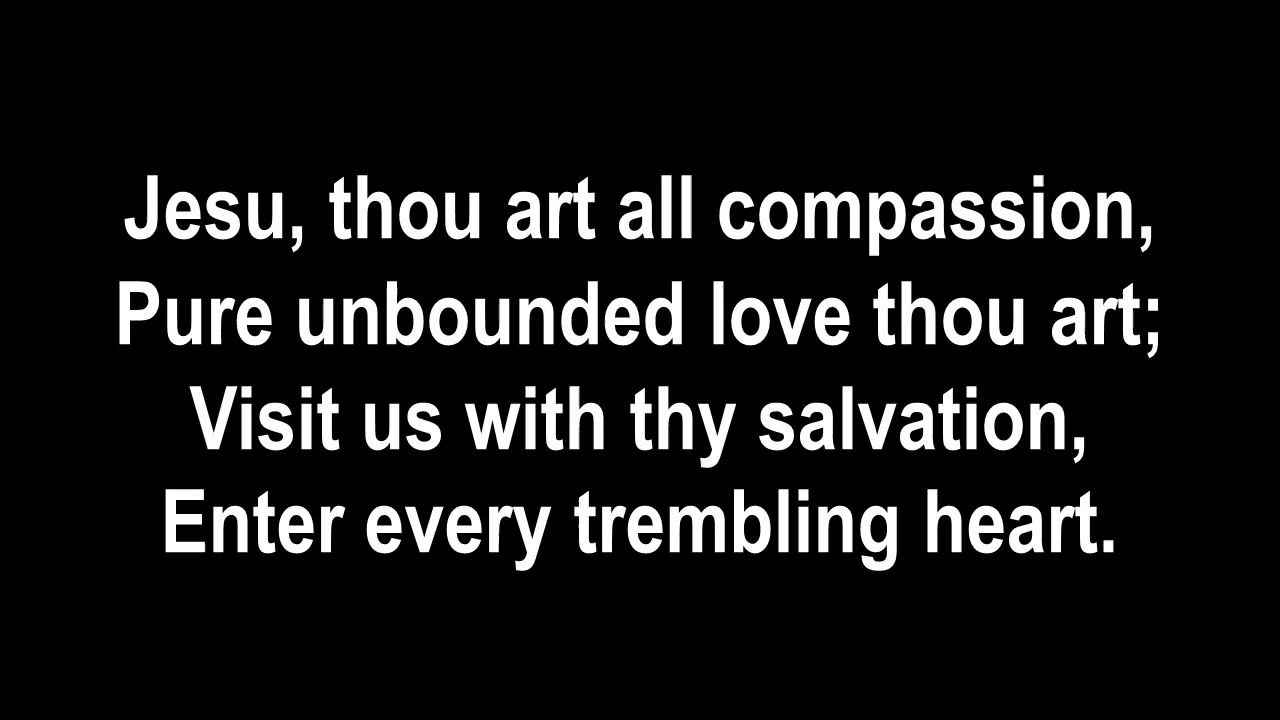 Jesu, thou art all compassion,
Pure unbounded love thou art;
Visit us with thy salvation,
Enter every trembling heart.